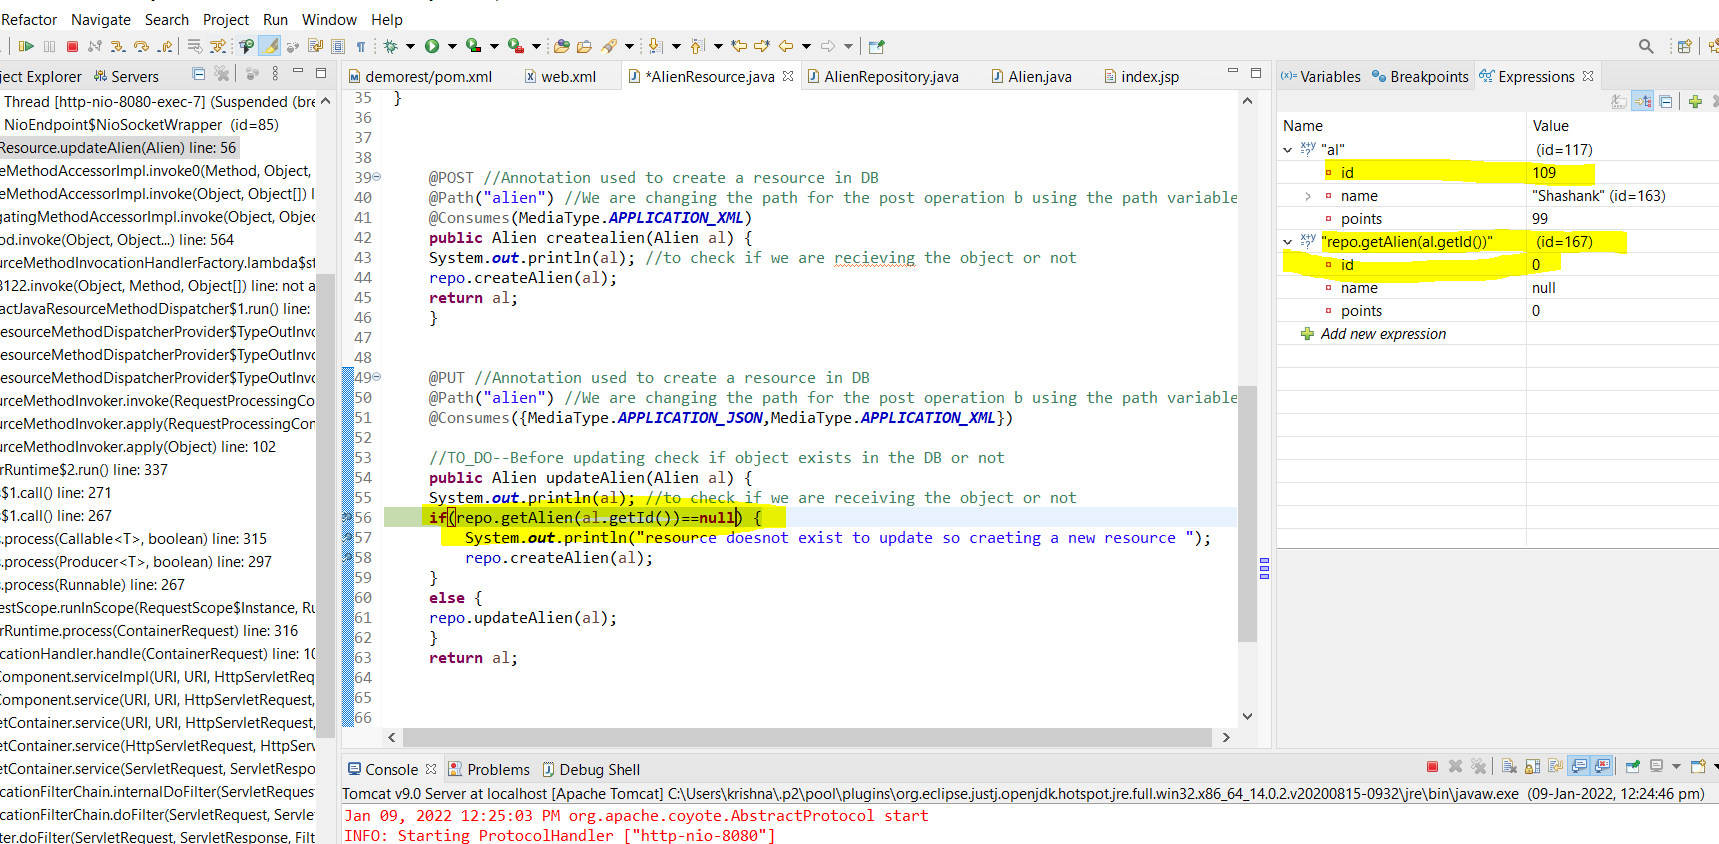 Refactor Navigate Search Project Run Window Help
ject Explorer Servers
Thread [http-nio-8080-exec-7] (Suspended (bre
NioEndpoint$NioSocketWrapper (id=85)
Resource.updateAlien(Alien) line: 56
eMethodAccessorImpl.invoke0(Method, Object,
eMethodAccessorImpl.invoke(Object, Object[]) l
gatingMethodAccessorImpl.invoke(Object, Objec
od.invoke(Object, Object...) line: 564
urceMethodInvocationHandlerFactory.lambda$st
3122.invoke(Object, Method, Object[]) line: not a
actJavaResourceMethodDispatcher$1.run() line:
esourceMethodDispatcherProvider$TypeOutInvo
esourceMethodDispatcherProvider$TypeOutInvo
esourceMethodDispatcherProvider$TypeOutInvo
urceMethodInvoker.invoke(RequestProcessingCo
urceMethodInvoker.apply(RequestProcessingCon
urceMethodInvoker.apply(Object) line: 102
rRuntime$2.run() line: 337
s$1.call() line: 271
s$1.call() line: 267
s.process(Callable<T>, boolean) line: 315
s.process(Producer<T>, boolean) line: 297
s.process(Runnable) line: 267
estScope.runInScope(RequestScope$Instance, Ru
rRuntime.process(ContainerRequest) line: 316
cationHandler.handle(ContainerRequest) line: 10
Component.serviceImpl(URI, URI, HttpServletReq
Component.service(URI, URI, HttpServletRequest,
etContainer.service(URI, URI, HttpServletRequest,
etContainer.service(HttpServletRequest, HttpServ
etContainer.service(ServletRequest, ServletRespo
cationFilterChain.internalDoFilter(ServletRequest
cationFilterChain.doFilter(ServletRequest, Servlet
ter.doFilter(ServletRequest, ServletResponse, Filt
demorest/pom.xml web.xml *AlienResource.java AlienRepository.java Alien.java index.jsp
35 }
36
37
38
39 @POST //Annotation used to create a resource in DB
40 @Path("alien") //We are changing the path for the post operation b using the path variable
41 @Consumes(MediaType.APPLICATION_XML)
42 public Alien createalien(Alien al) {
43 System.out.println(al); //to check if we are recieving the object or not
44 repo.createAlien(al);
45 return al;
46 }
47
48
49 @PUT //Annotation used to create a resource in DB
50 @Path("alien") //We are changing the path for the post operation b using the path variable
51 @Consumes({MediaType.APPLICATION_JSON,MediaType.APPLICATION_XML})
52
53 //TO_DO--Before updating check if object exists in the DB or not
54 public Alien updateAlien(Alien al) {
55 System.out.println(al); //to check if we are receiving the object or not
56 if(repo.getAlien(al.getId())==null) {
57 System.out.println("resource doesnot exist to update so craeting a new resource ");
58 repo.createAlien(al);
59 }
60 else {
61 repo.updateAlien(al);
62 }
63 return al;
64
65
66
Variables Breakpoints Expressions
Name Value
"al" (id=117)
id 109
name "Shashank" (id=163)
points 99
"repo.getAlien(al.getId())" (id=167)
id 0
name null
points 0
Add new expression
Console Problems Debug Shell
Tomcat v9.0 Server at localhost [Apache Tomcat] C:\Users\krishna\.p2\pool\plugins\org.eclipse.justj.openjdk.hotspot.jre.full.win32.x86_64_14.0.2.v20200815-0932\jre\bin\javaw.exe (09-Jan-2022, 12:24:46 pm)
Jan 09, 2022 12:25:03 PM org.apache.coyote.AbstractProtocol start
INFO: Starting ProtocolHandler ["http-nio-8080"]